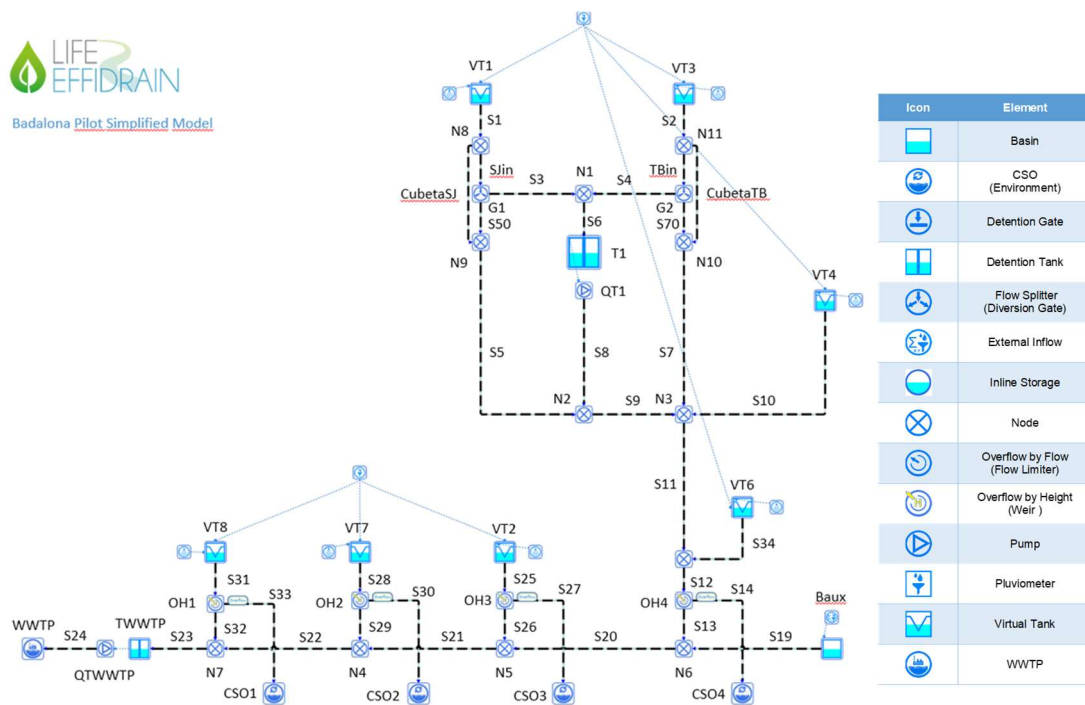 LIFE
EFFIDRAIN
Badalona Pilot Simplified Model
VT1
VT3
S1
S2
N8
N11
SJin
TBin
N1
S3
S4
CubetaSJ
CubetaTB
G1
G2
S50
S6
S70
T1
N9
N10
QT1
VT4
S5
S8
S7
N2
S9
N3
S10
S11
VT6
S34
VT8
VT7
VT2
S31
S33
S28
S30
S25
S27
S12
S14
OH1
OH2
OH3
OH4
Baux
WWTP
S24
TWWTP
S23
S32
S22
S29
S21
S26
S20
S13
S19
QTWWTP
N7
N4
N5
N6
CSO1
CSO2
CSO3
CSO4
Icon Element
Basin
CSO
(Environment)
Detention Gate
Detention Tank
Flow Splitter
(Diversion Gate)
External Inflow
Inline Storage
Node
Overflow by Flow
(Flow Limiter)
H
Overflow by Height
(Weir )
Pump
Pluviometer
Virtual Tank
WWTP